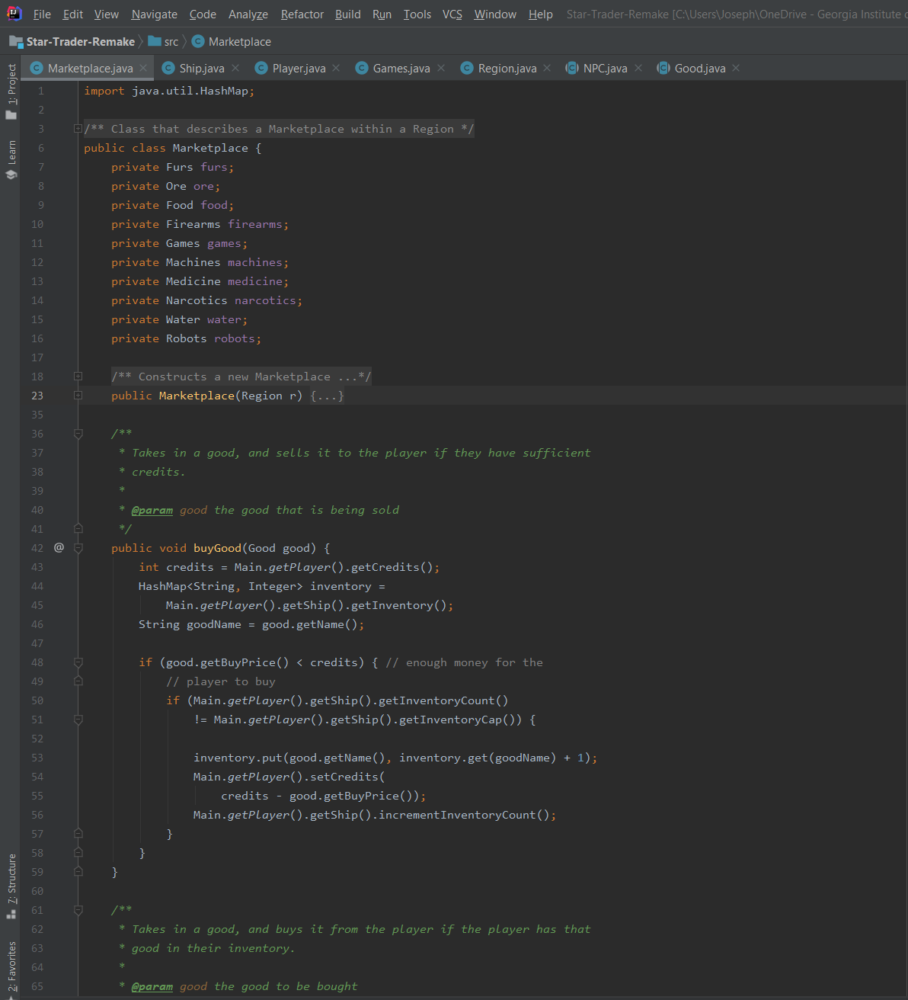 File Edit View Navigate Code Analyze Refactor Build Run Tools VCS Window Help Star-Trader-Remake [C:\Users\Joseph\OneDrive - Georgia Institute
Star-Trader-Remake src Marketplace
Marketplace.java Ship.java Player.java Games.java Region.java NPC.java Good.java
1: Project
Learn
7: Structure
2: Favorites
1 import java.util.HashMap;
2
3 /** Class that describes a Marketplace within a Region */
6 public class Marketplace {
7 private Furs furs;
8 private Ore ore;
9 private Food food;
10 private Firearms firearms;
11 private Games games;
12 private Machines machines;
13 private Medicine medicine;
14 private Narcotics narcotics;
15 private Water water;
16 private Robots robots;
17
18 /** Constructs a new Marketplace ...*/
23 public Marketplace(Region r) {...}
35
36 /**
37 * Takes in a good, and sells it to the player if they have sufficient
38 * credits.
39 *
40 * @param good the good that is being sold
41 */
42 @ public void buyGood(Good good) {
43 int credits = Main.getPlayer().getCredits();
44 HashMap<String, Integer> inventory =
45 Main.getPlayer().getShip().getInventory();
46 String goodName = good.getName();
47
48 if (good.getBuyPrice() < credits) { // enough money for the
49 // player to buy
50 if (Main.getPlayer().getShip().getInventoryCount()
51 != Main.getPlayer().getShip().getInventoryCap()) {
52
53 inventory.put(good.getName(), inventory.get(goodName) + 1);
54 Main.getPlayer().setCredits(
55 credits - good.getBuyPrice());
56 Main.getPlayer().getShip().incrementInventoryCount();
57 }
58 }
59 }
60
61 /**
62 * Takes in a good, and buys it from the player if the player has that
63 * good in their inventory.
64 *
65 * @param good the good to be bought